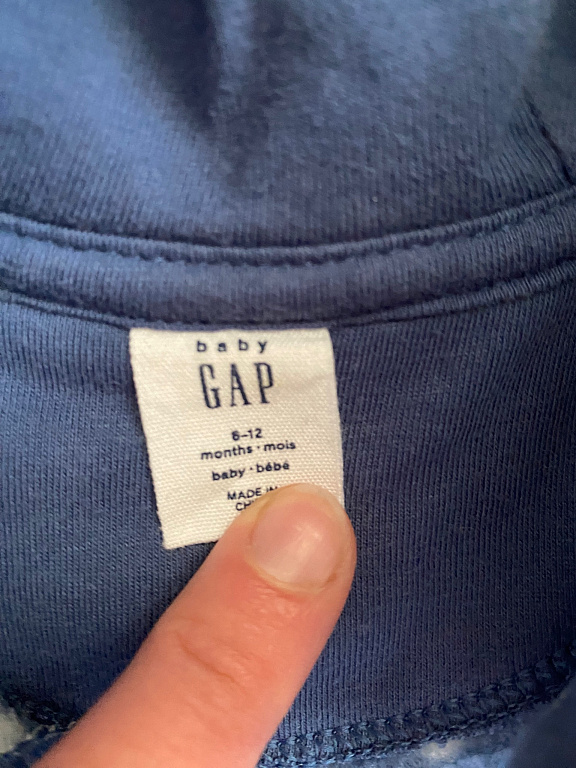 baby
GAP
6-12
months · mois
baby · bébé
MADE IN